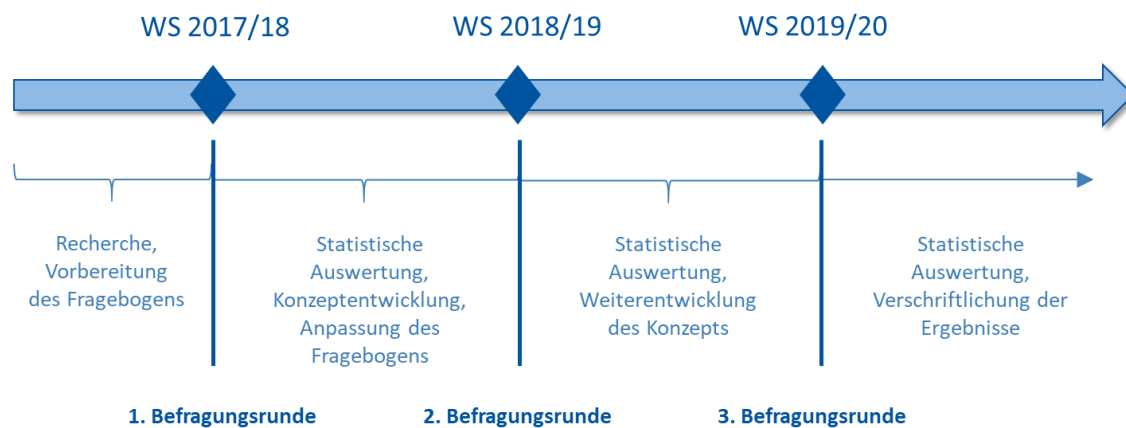 WS 2017/18
WS 2018/19
WS 2019/20
Recherche,
Vorbereitung
des Fragebogens
Statistische
Auswertung,
Konzeptentwicklung,
Anpassung des
Fragebogens
Statistische
Auswertung,
Weiterentwicklung
des Konzepts
Statistische
Auswertung,
Verschriftlichung der
Ergebnisse
1. Befragungsrunde
2. Befragungsrunde
3. Befragungsrunde